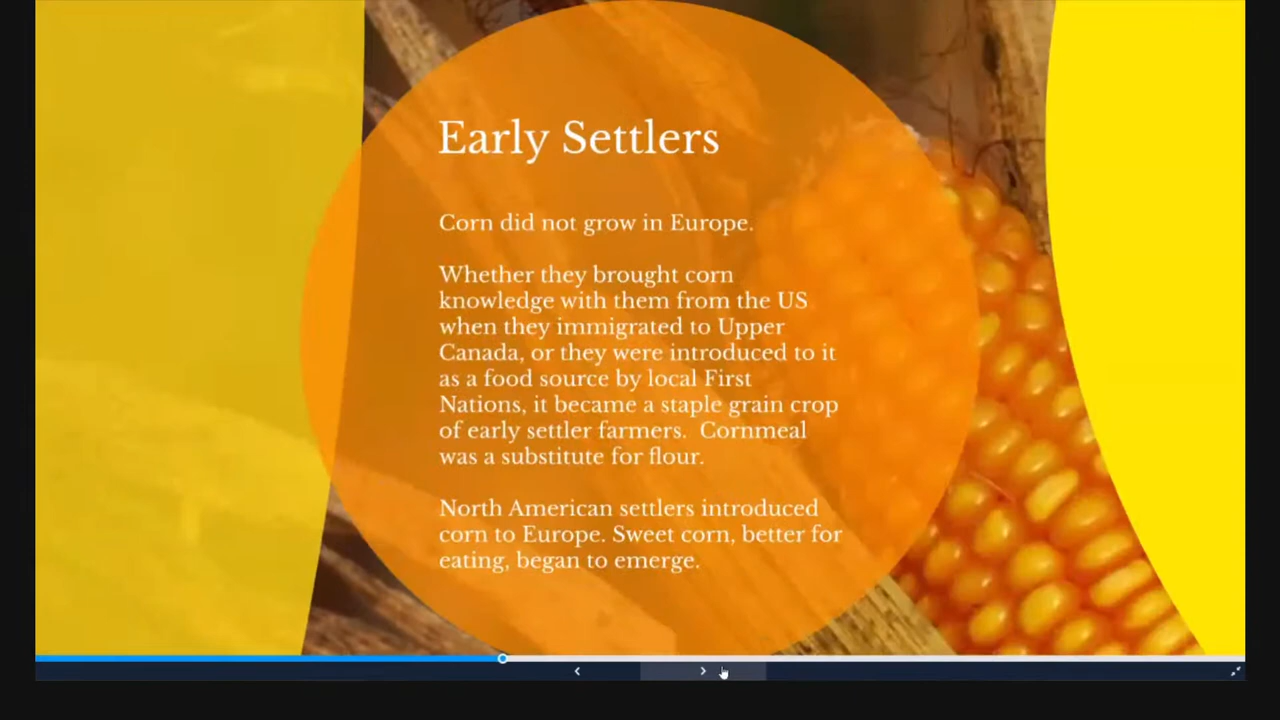 Early Settlers
Corn did not grow in Europe.
Whether they brought corn
knowledge with them from the US
when they immigrated to Upper
Canada, or they were introduced to it
as a food source by local First
Nations, it became a staple grain crop
of early settler farmers.  Cornmeal
was a substitute for flour.
North American settlers introduced
corn to Europe. Sweet corn, better for
eating, began to emerge.